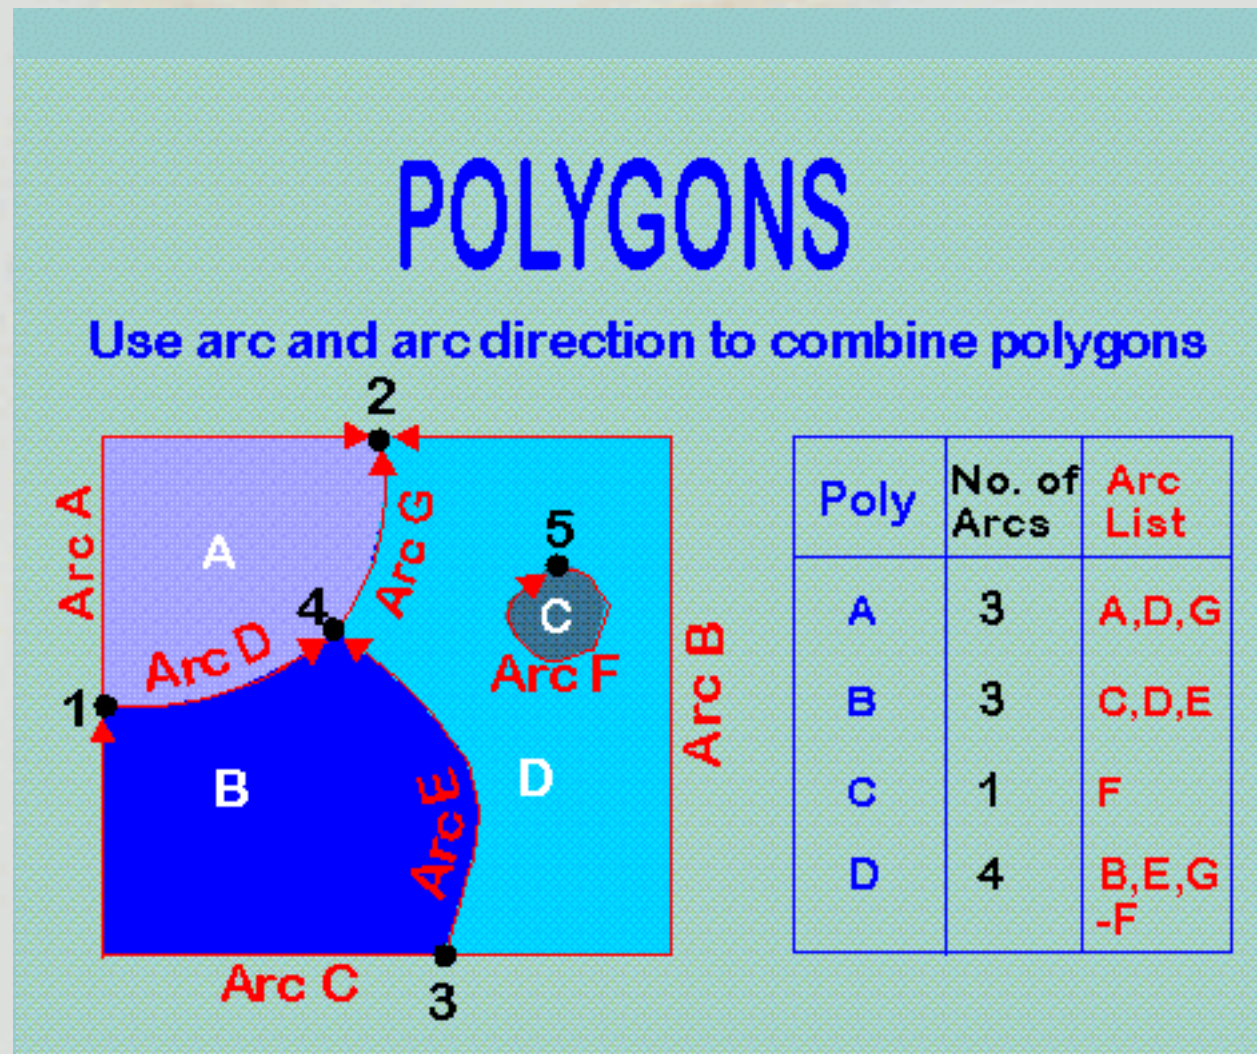 POLYGONS
Use arc and arc direction to combine polygons
2
Arc A
A
Arc G
5
C
Arc F
4
Arc D
1
Arc B
B
D
Arc E
Arc C
3
Poly No. of Arcs Arc List
A 3 A,D,G
B 3 C,D,E
C 1 F
D 4 B,E,G
-F